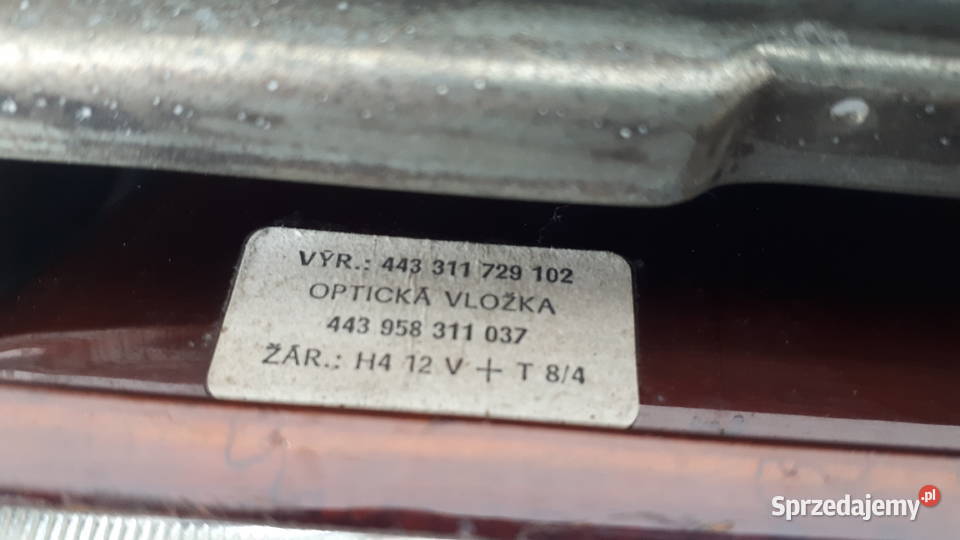 VÝR.: 443 311 729 102
OPTICKÁ VLOŽKA
443 958 311 037
ŽÁR.: H4 12 V + T 8/4
Sprzedajemy.pl